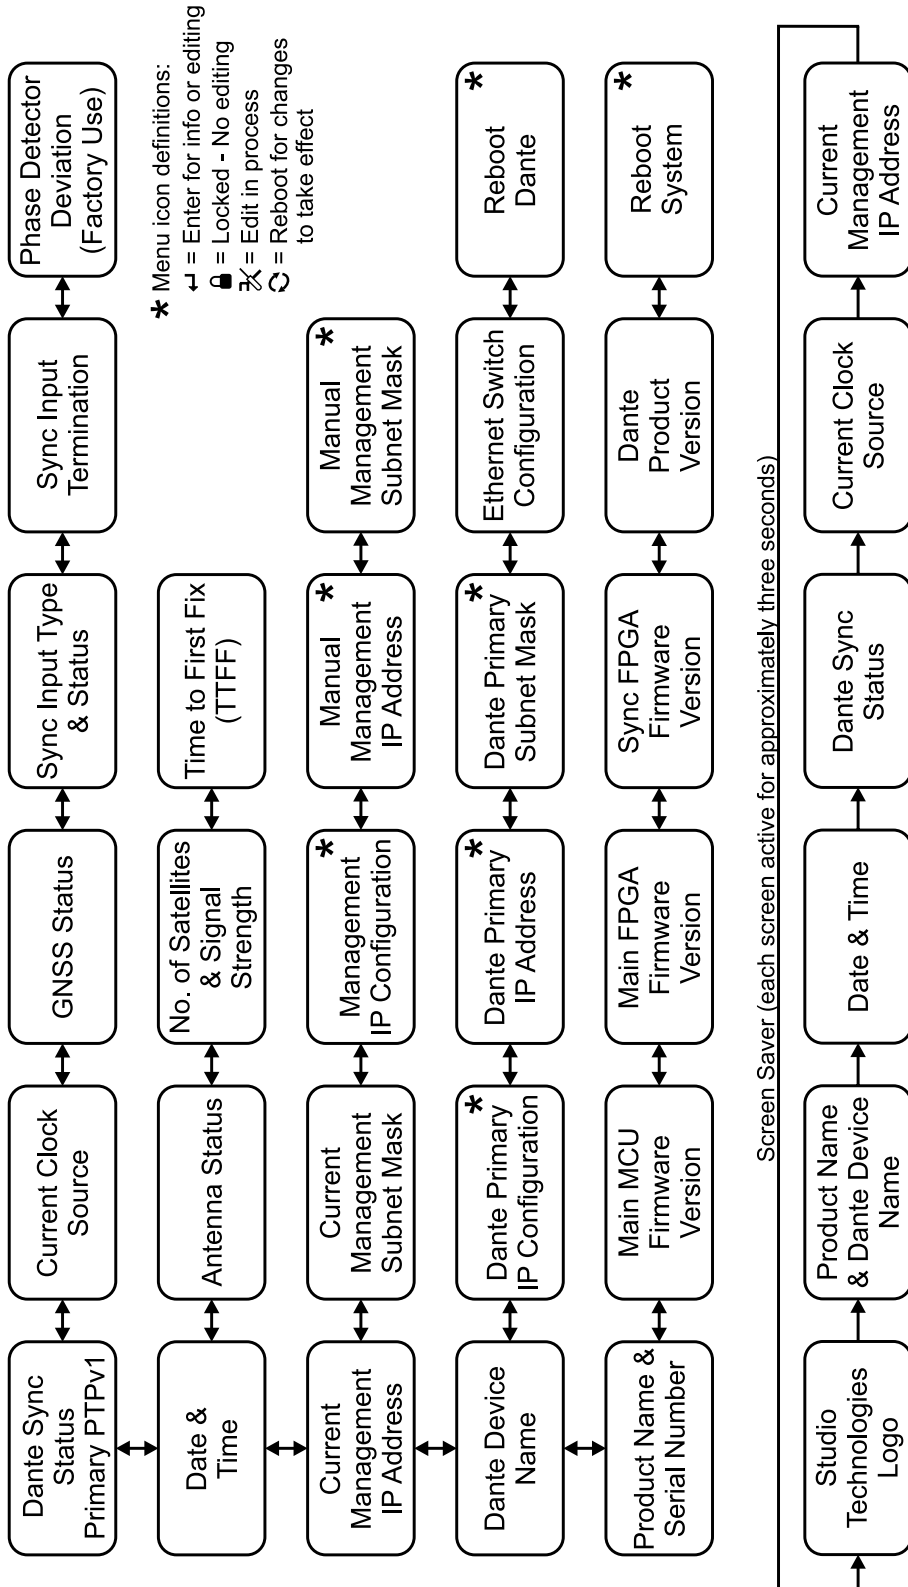 Dante Sync
Status
Primary PTPv1
Current Clock
Source
GNSS Status
Sync Input Type
& Status
Sync Input
Termination
Phase Detector
Deviation
(Factory Use)
Date &
Time
Antenna Status
No. of Satellites
& Signal
Strength
Time to First Fix
(TTFF)
* Menu icon definitions:
= Enter for info or editing
= Locked - No editing
= Edit in process
= Reboot for changes
to take effect
Current
Management
IP Address
Current
Management
Subnet Mask
*
Management
IP Configuration
*
Manual
Management
IP Address
*
Manual
Management
Subnet Mask
Dante Device
Name
*
Dante Primary
IP Configuration
*
Dante Primary
IP Address
*
Dante Primary
Subnet Mask
Ethernet Switch
Configuration
*
Reboot
Dante
Product Name &
Serial Number
Main MCU
Firmware
Version
Main FPGA
Firmware
Version
Sync FPGA
Firmware
Version
Dante
Product
Version
*
Reboot
System
Screen Saver (each screen active for approximately three seconds)
Studio
Technologies
Logo
Product Name
& Dante Device
Name
Date & Time
Dante Sync
Status
Current Clock
Source
Current
Management
IP Address